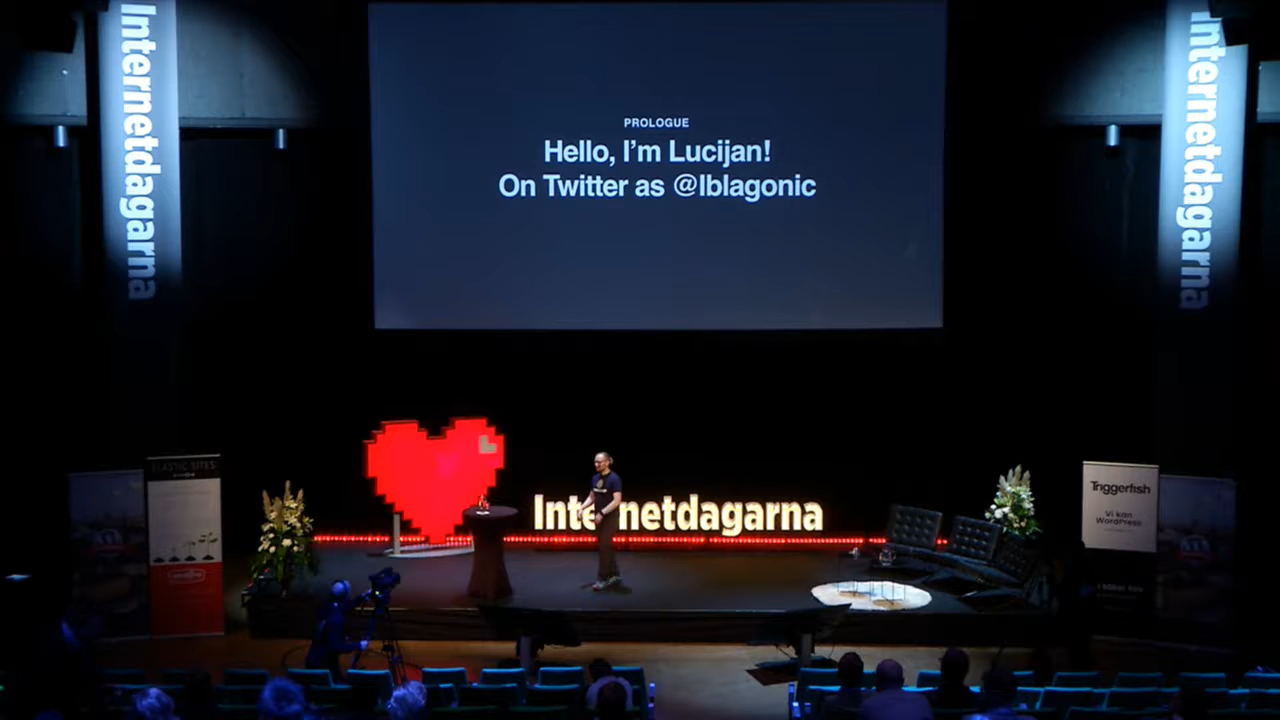 Internetdagarna
Internetdagarna
PROLOGUE
Hello, I'm Lucijan!
On Twitter as @lblagonic
ELASTIC SITES
Internetdagarna
Triggerfish
Vi kan
WordPress